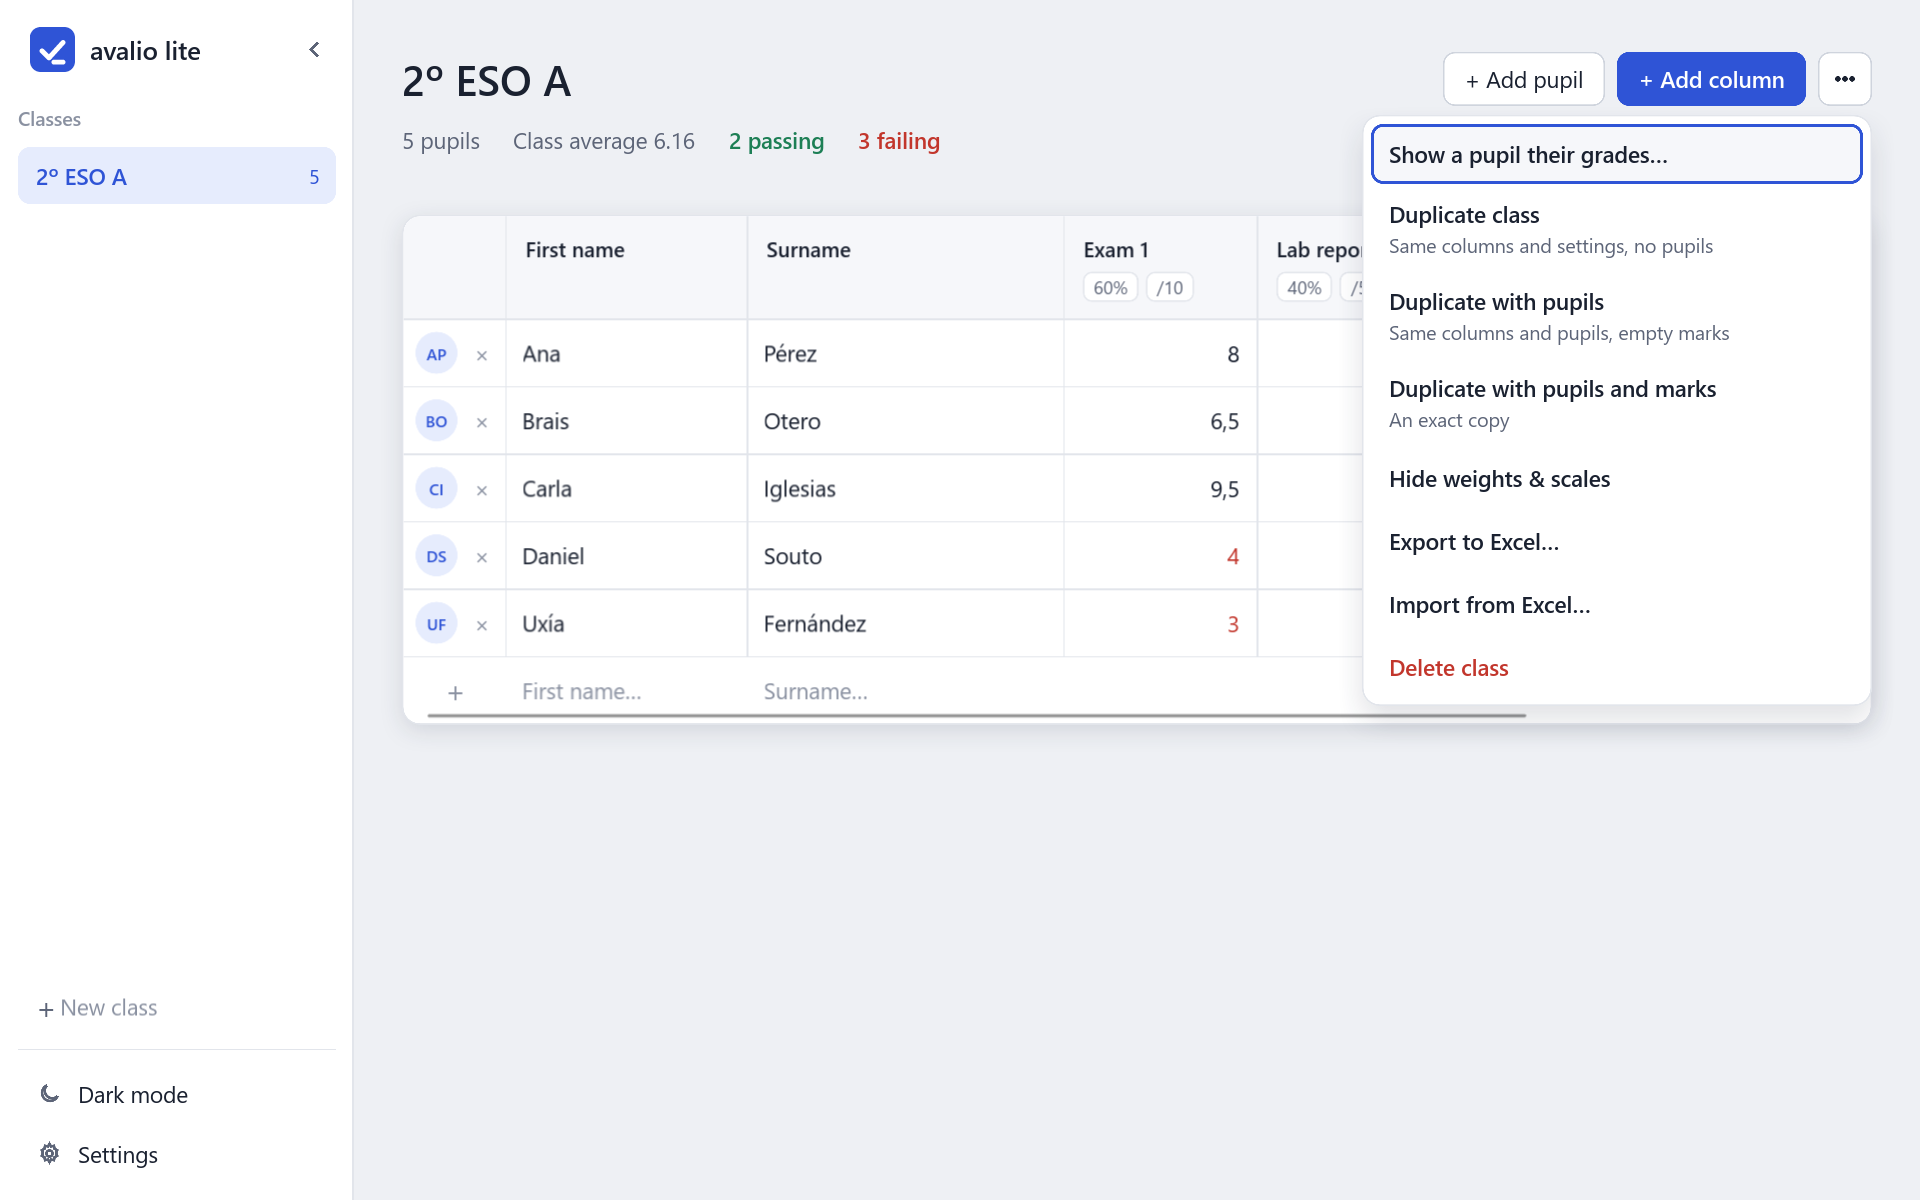 avalio lite
Classes
2º ESO A 5
+ New class
Dark mode
Settings
2º ESO A
+ Add pupil + Add column •••
5 pupils Class average 6.16 2 passing 3 failing
First name Surname Exam 1 Lab repo
60% /10 40%
AP × Ana Pérez 8
BO × Brais Otero 6,5
CI × Carla Iglesias 9,5
DS × Daniel Souto 4
UF × Uxía Fernández 3
+ First name... Surname...
Show a pupil their grades...
Duplicate class
Same columns and settings, no pupils
Duplicate with pupils
Same columns and pupils, empty marks
Duplicate with pupils and marks
An exact copy
Hide weights & scales
Export to Excel...
Import from Excel...
Delete class